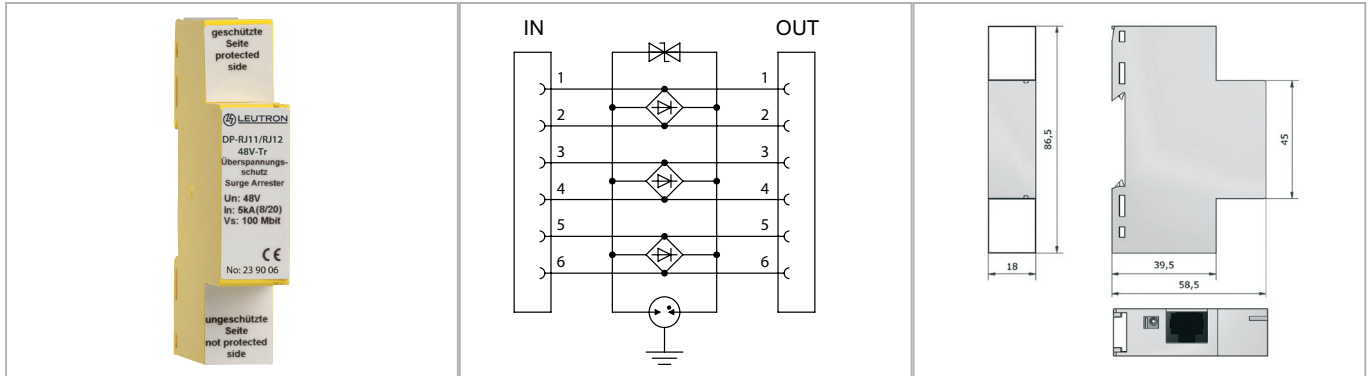 geschützte
Seite
protected
side
LEUTRON
DP-RJ11/RJ12
48V-Tr
Überspannungs-
schutz
Surge Arrester
Un: 48V
In: 5kA(8/20)
Vs: 100 Mbit
CE
No: 23 90 06
ungeschützte
Seite
not protected
side
IN OUT
1 1
2 2
3 3
4 4
5 5
6 6
86,5
45
18
39,5
58,5